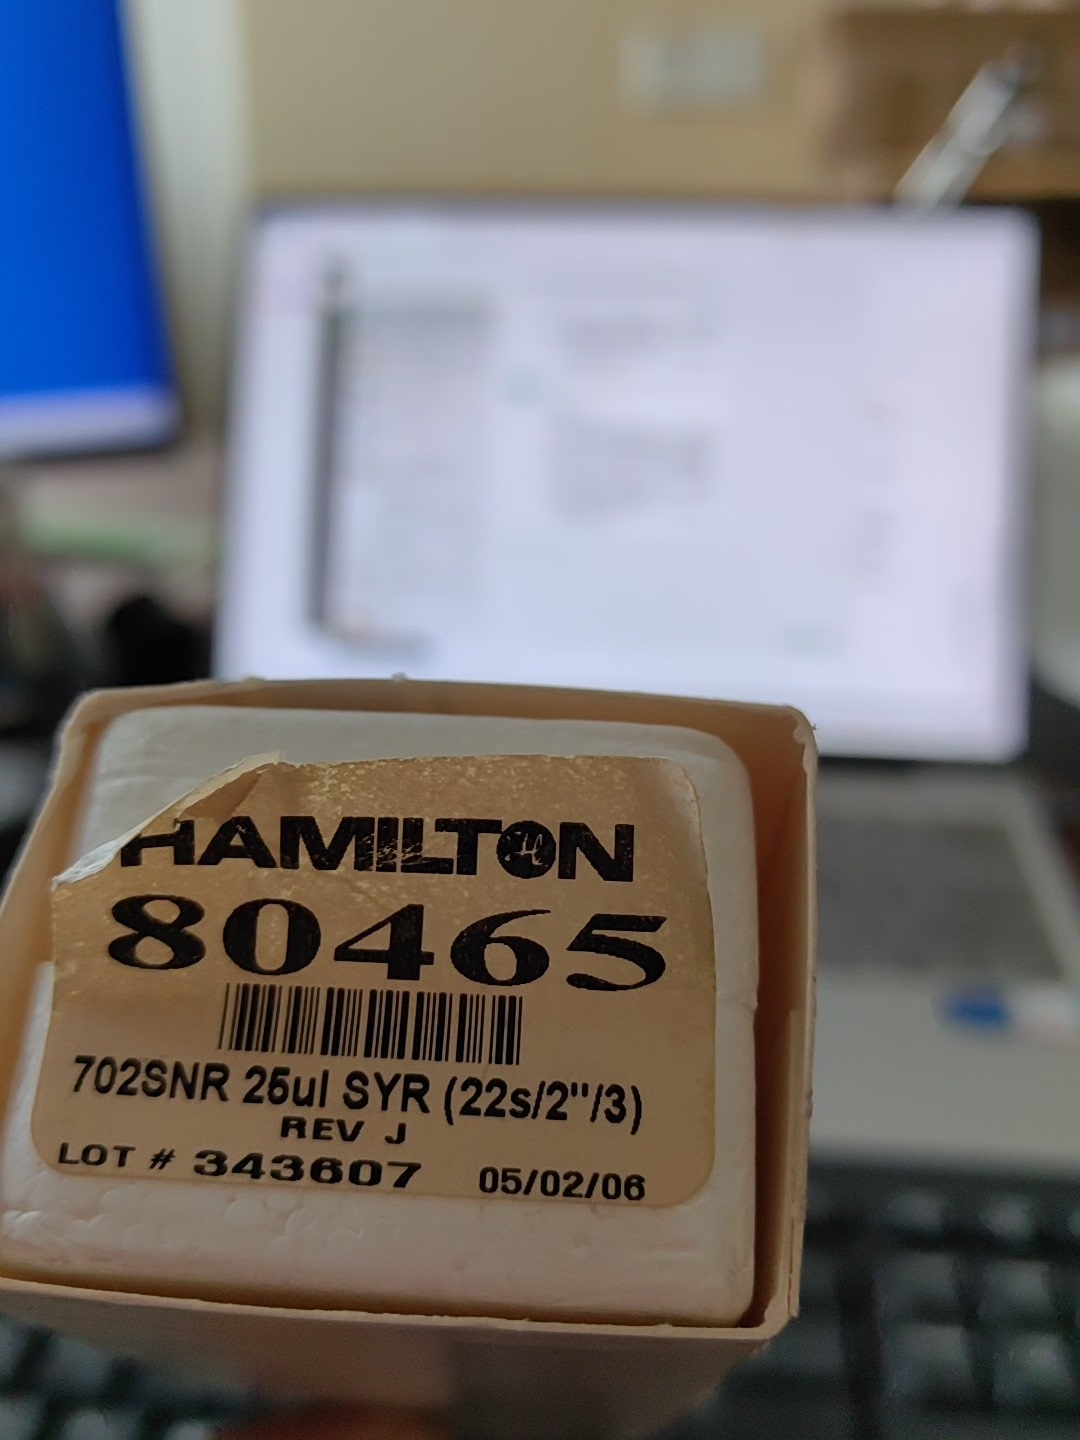 HAMILTON
80465
702SNR 25ul SYR (22s/2"/3)
REV J
LOT # 343607 05/02/06